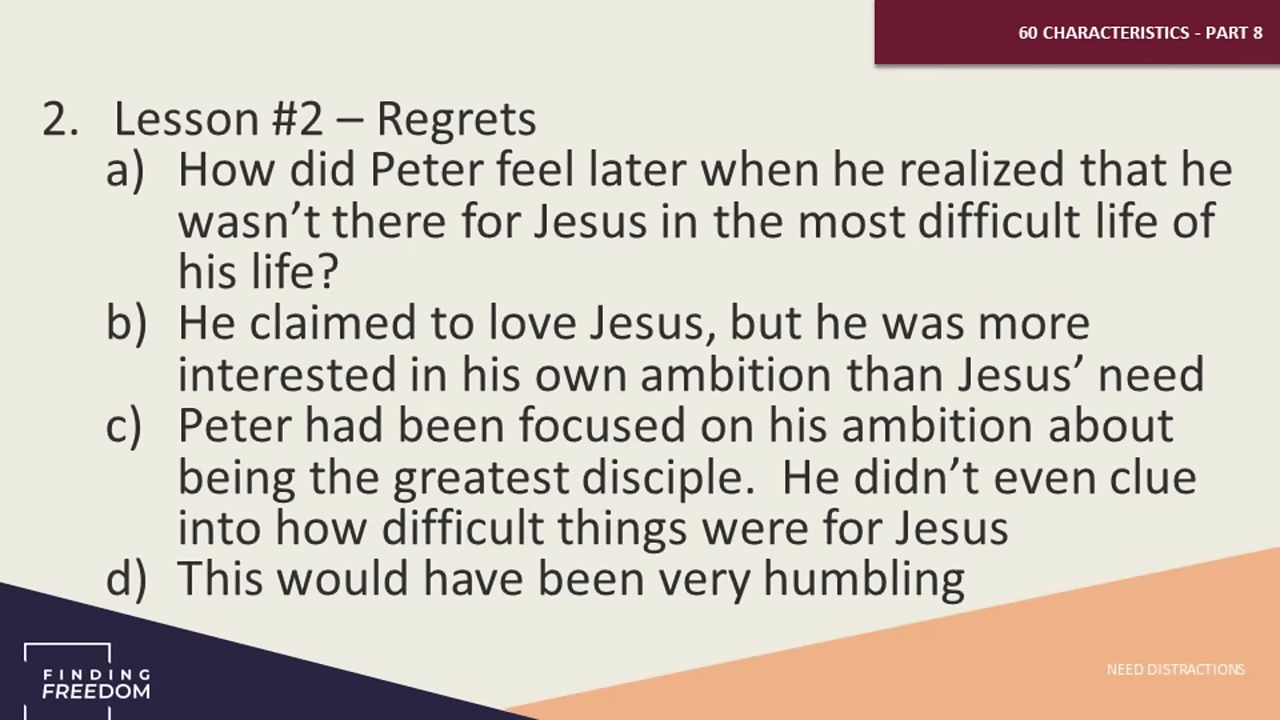 60 CHARACTERISTICS - PART 8
2. Lesson #2 – Regrets
a) How did Peter feel later when he realized that he
wasn’t there for Jesus in the most difficult life of
his life?
b) He claimed to love Jesus, but he was more
interested in his own ambition than Jesus’ need
c) Peter had been focused on his ambition about
being the greatest disciple.  He didn’t even clue
into how difficult things were for Jesus
d) This would have been very humbling
FINDING
FREEDOM
NEED DISTRACTIONS